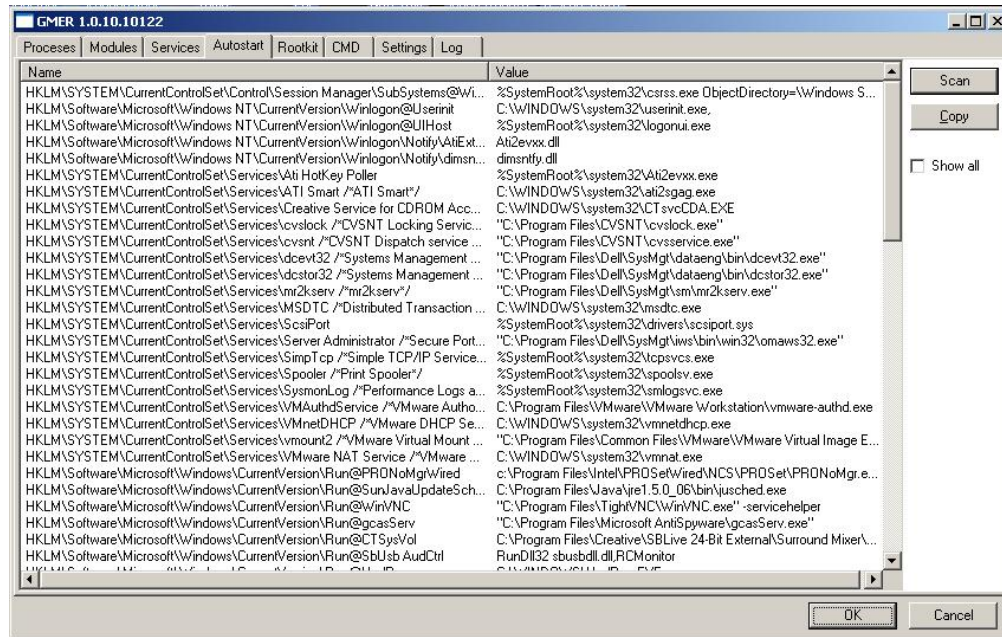 GMER 1.0.10.10122
Proceses Modules Services Autostart Rootkit CMD Settings Log
Name Value
HKLM\SYSTEM\CurrentControlSet\Control\Session Manager\SubSystems@Wi... %SystemRoot%\system32\csrss.exe ObjectDirectory=\Windows S...
HKLM\Software\Microsoft\Windows NT\CurrentVersion\Winlogon@Userinit C:\WINDOWS\system32\userinit.exe,
HKLM\Software\Microsoft\Windows NT\CurrentVersion\Winlogon@UIHost %SystemRoot%\system32\logonui.exe
HKLM\Software\Microsoft\Windows NT\CurrentVersion\Winlogon\Notify\AtiExt... Ati2evxx.dll
HKLM\Software\Microsoft\Windows NT\CurrentVersion\Winlogon\Notify\dimsn... dimsntfy.dll
HKLM\SYSTEM\CurrentControlSet\Services\Ati HotKey Poller %SystemRoot%\system32\Ati2evxx.exe
HKLM\SYSTEM\CurrentControlSet\Services\ATI Smart /*ATI Smart*/ C:\WINDOWS\system32\ati2sgag.exe
HKLM\SYSTEM\CurrentControlSet\Services\Creative Service for CDROM Acc... C:\WINDOWS\system32\CTsvcCDA.EXE
HKLM\SYSTEM\CurrentControlSet\Services\cvslock /*CVSNT Locking Servic... "C:\Program Files\CVSNT\cvslock.exe"
HKLM\SYSTEM\CurrentControlSet\Services\cvsnt /*CVSNT Dispatch service ... "C:\Program Files\CVSNT\cvsservice.exe"
HKLM\SYSTEM\CurrentControlSet\Services\dcevt32 /*Systems Management ... "C:\Program Files\Dell\SysMgt\dataeng\bin\dcevt32.exe"
HKLM\SYSTEM\CurrentControlSet\Services\dcstor32 /*Systems Management ... "C:\Program Files\Dell\SysMgt\dataeng\bin\dcstor32.exe"
HKLM\SYSTEM\CurrentControlSet\Services\mr2kserv /*mr2kserv*/ "C:\Program Files\Dell\SysMgt\sm\mr2kserv.exe"
HKLM\SYSTEM\CurrentControlSet\Services\MSDTC /*Distributed Transaction ... C:\WINDOWS\system32\msdtc.exe
HKLM\SYSTEM\CurrentControlSet\Services\ScsiPort %SystemRoot%\system32\drivers\scsiport.sys
HKLM\SYSTEM\CurrentControlSet\Services\Server Administrator /*Secure Port... "C:\Program Files\Dell\SysMgt\iws\bin\win32\omaws32.exe"
HKLM\SYSTEM\CurrentControlSet\Services\SimpTcp /*Simple TCP/IP Service... %SystemRoot%\system32\tcpsvcs.exe
HKLM\SYSTEM\CurrentControlSet\Services\Spooler /*Print Spooler*/ %SystemRoot%\system32\spoolsv.exe
HKLM\SYSTEM\CurrentControlSet\Services\SysmonLog /*Performance Logs a... %SystemRoot%\system32\smlogsvc.exe
HKLM\SYSTEM\CurrentControlSet\Services\VMAuthdService /*VMware Autho... C:\Program Files\VMware\VMware Workstation\vmware-authd.exe
HKLM\SYSTEM\CurrentControlSet\Services\VMnetDHCP /*VMware DHCP Se... C:\WINDOWS\system32\vmnetdhcp.exe
HKLM\SYSTEM\CurrentControlSet\Services\vmount2 /*VMware Virtual Mount ... "C:\Program Files\Common Files\VMware\VMware Virtual Image E...
HKLM\SYSTEM\CurrentControlSet\Services\VMware NAT Service /*VMware ... C:\WINDOWS\system32\vmnat.exe
HKLM\Software\Microsoft\Windows\CurrentVersion\Run@PRONoMgrWired c:\Program Files\Intel\PROSetWired\NCS\PROSet\PRONoMgr.e...
HKLM\Software\Microsoft\Windows\CurrentVersion\Run@SunJavaUpdateSch... C:\Program Files\Java\jre1.5.0_06\bin\jusched.exe
HKLM\Software\Microsoft\Windows\CurrentVersion\Run@WinVNC "C:\Program Files\TightVNC\WinVNC.exe" -servicehelper
HKLM\Software\Microsoft\Windows\CurrentVersion\Run@gcasServ "C:\Program Files\Microsoft AntiSpyware\gcasServ.exe"
HKLM\Software\Microsoft\Windows\CurrentVersion\Run@CTSysVol C:\Program Files\Creative\SBLive 24-Bit External\Surround Mixer\...
HKLM\Software\Microsoft\Windows\CurrentVersion\Run@SbUsb AudCtrl RunDll32 sbusbdll.dll,RCMonitor
Scan
Copy
Show all
OK Cancel